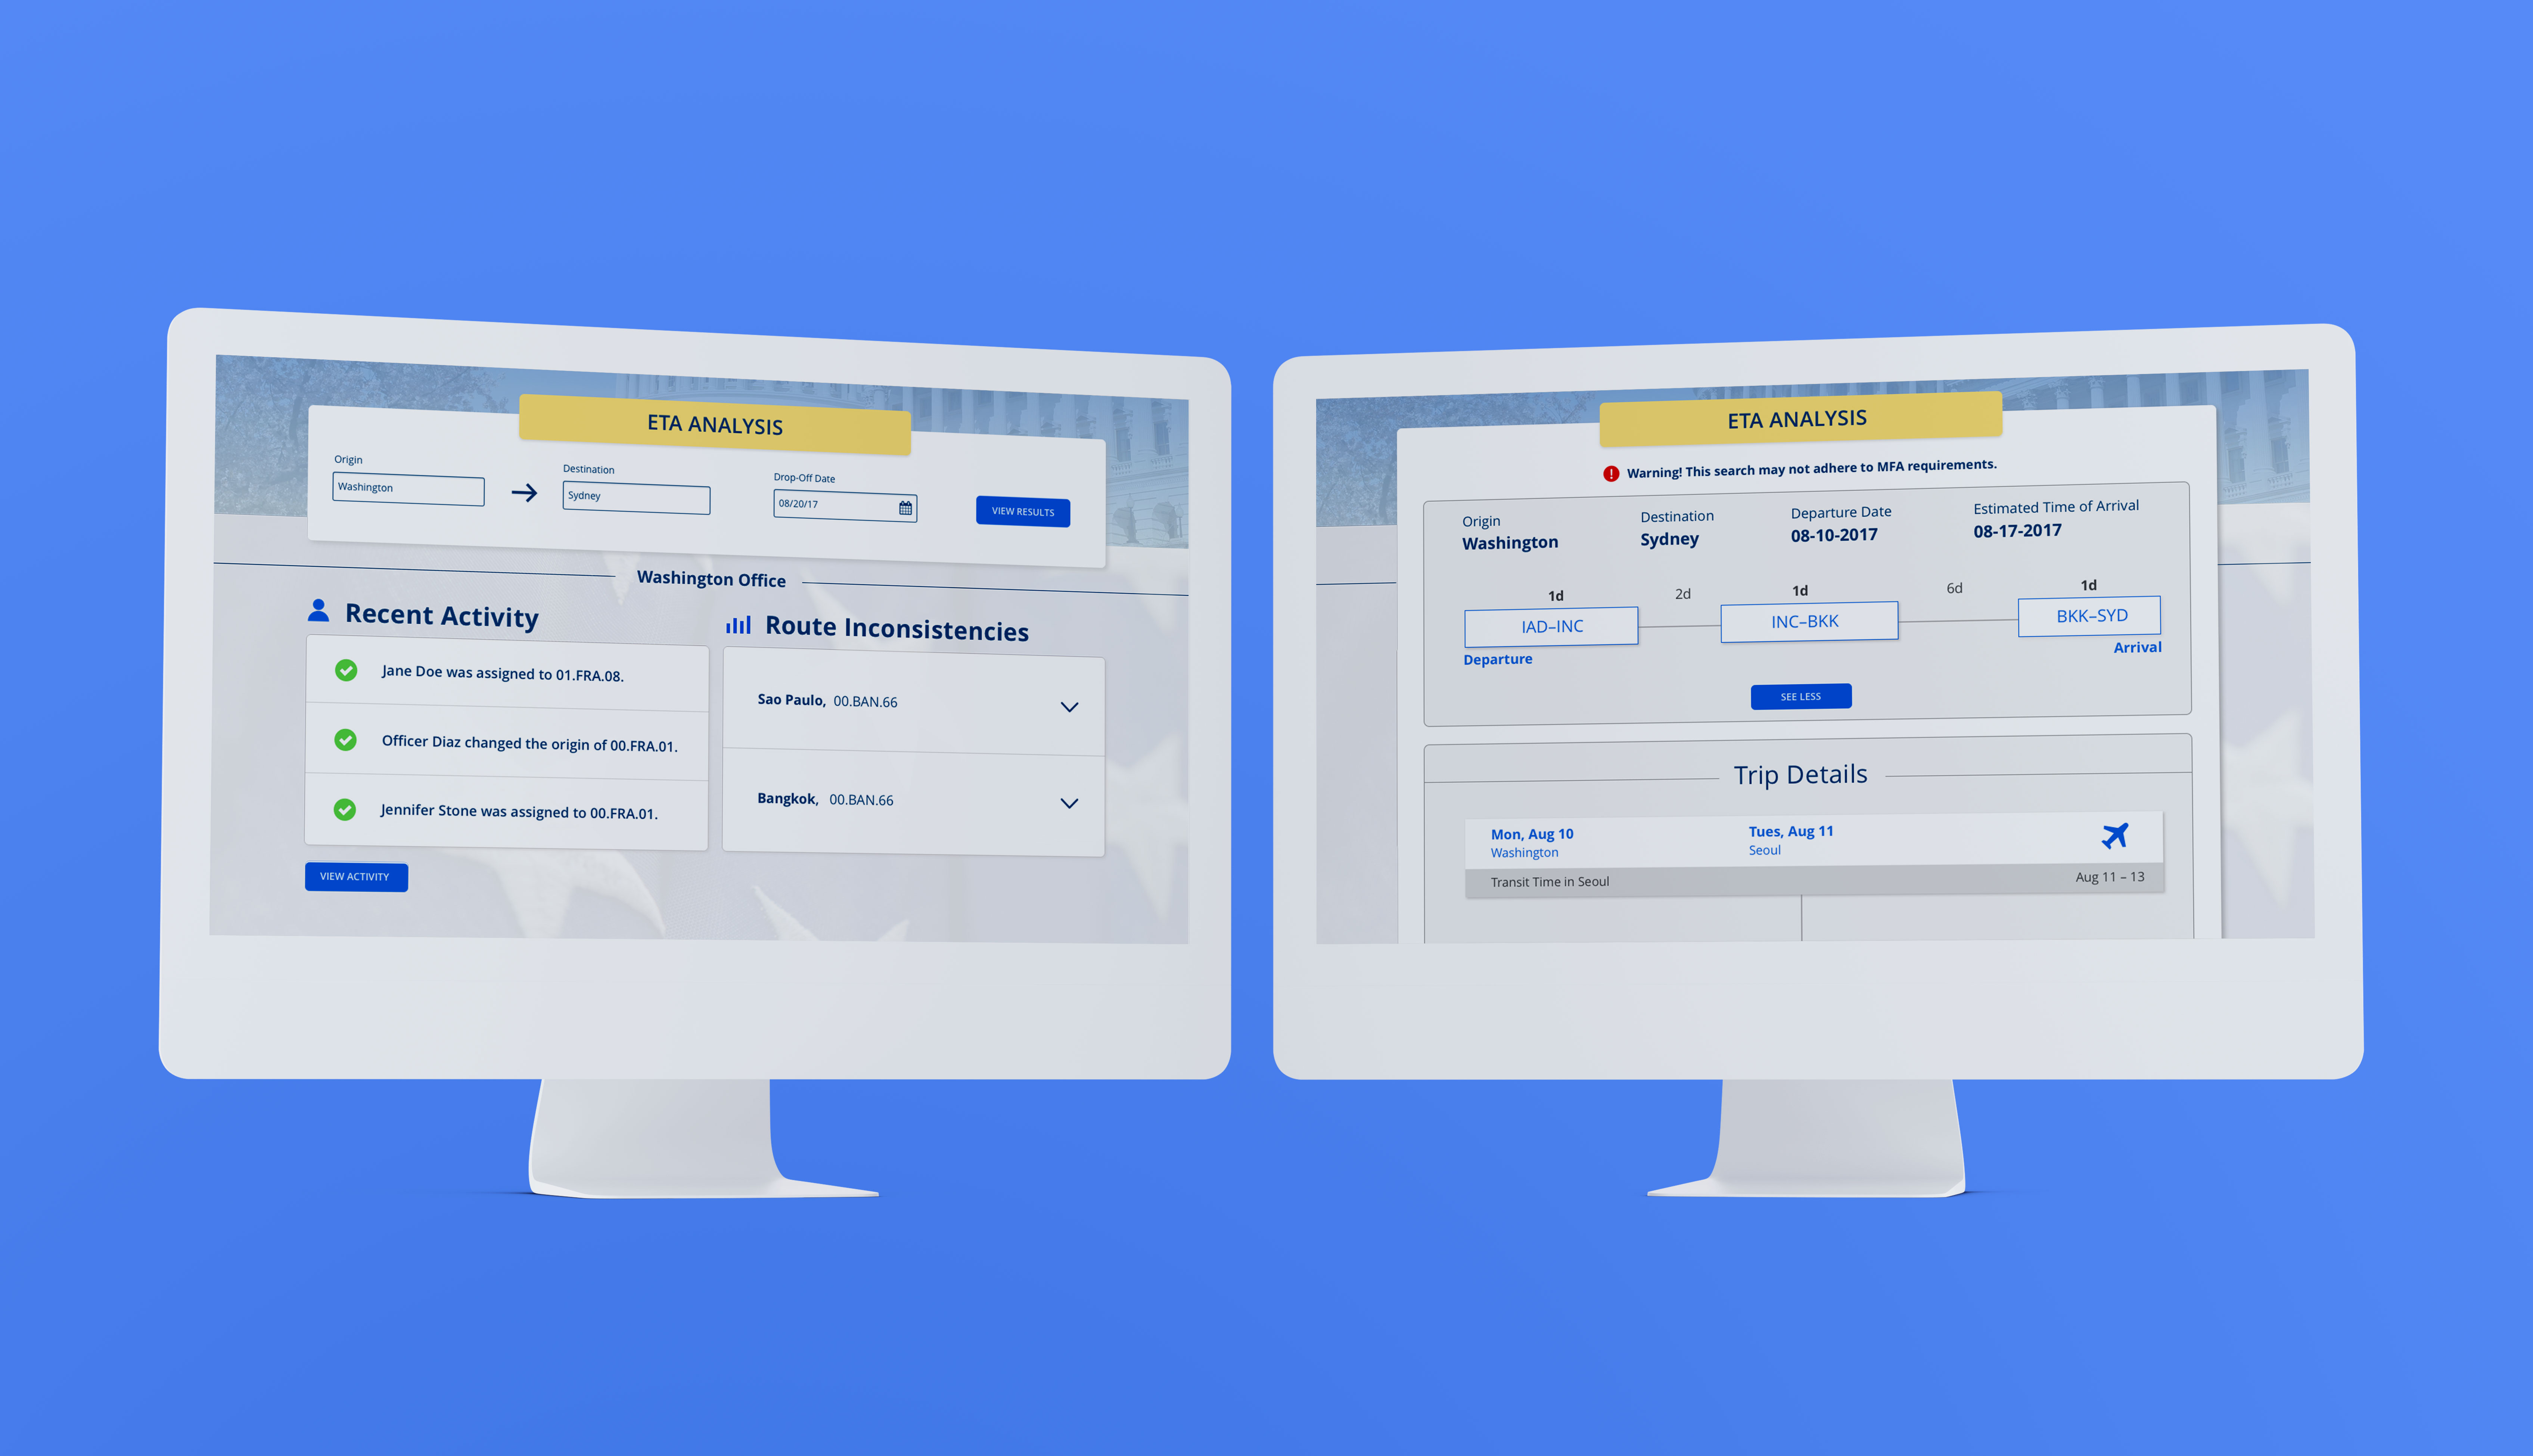 ETA ANALYSIS
Origin
Washington
Destination
Sydney
Drop-Off Date
08/20/17
VIEW RESULTS
Washington Office
Recent Activity
Jane Doe was assigned to 01.FRA.08.
Officer Diaz changed the origin of 00.FRA.01.
Jennifer Stone was assigned to 00.FRA.01.
VIEW ACTIVITY
Route Inconsistencies
Sao Paulo, 00.BAN.66
Bangkok, 00.BAN.66
ETA ANALYSIS
! Warning! This search may not adhere to MFA requirements.
Origin
Washington
Destination
Sydney
Departure Date
08-10-2017
Estimated Time of Arrival
08-17-2017
1d 2d 1d 6d 1d
IAD–INC INC–BKK BKK–SYD
Departure Arrival
SEE LESS
Trip Details
Mon, Aug 10 Tues, Aug 11
Washington Seoul
Transit Time in Seoul Aug 11 – 13